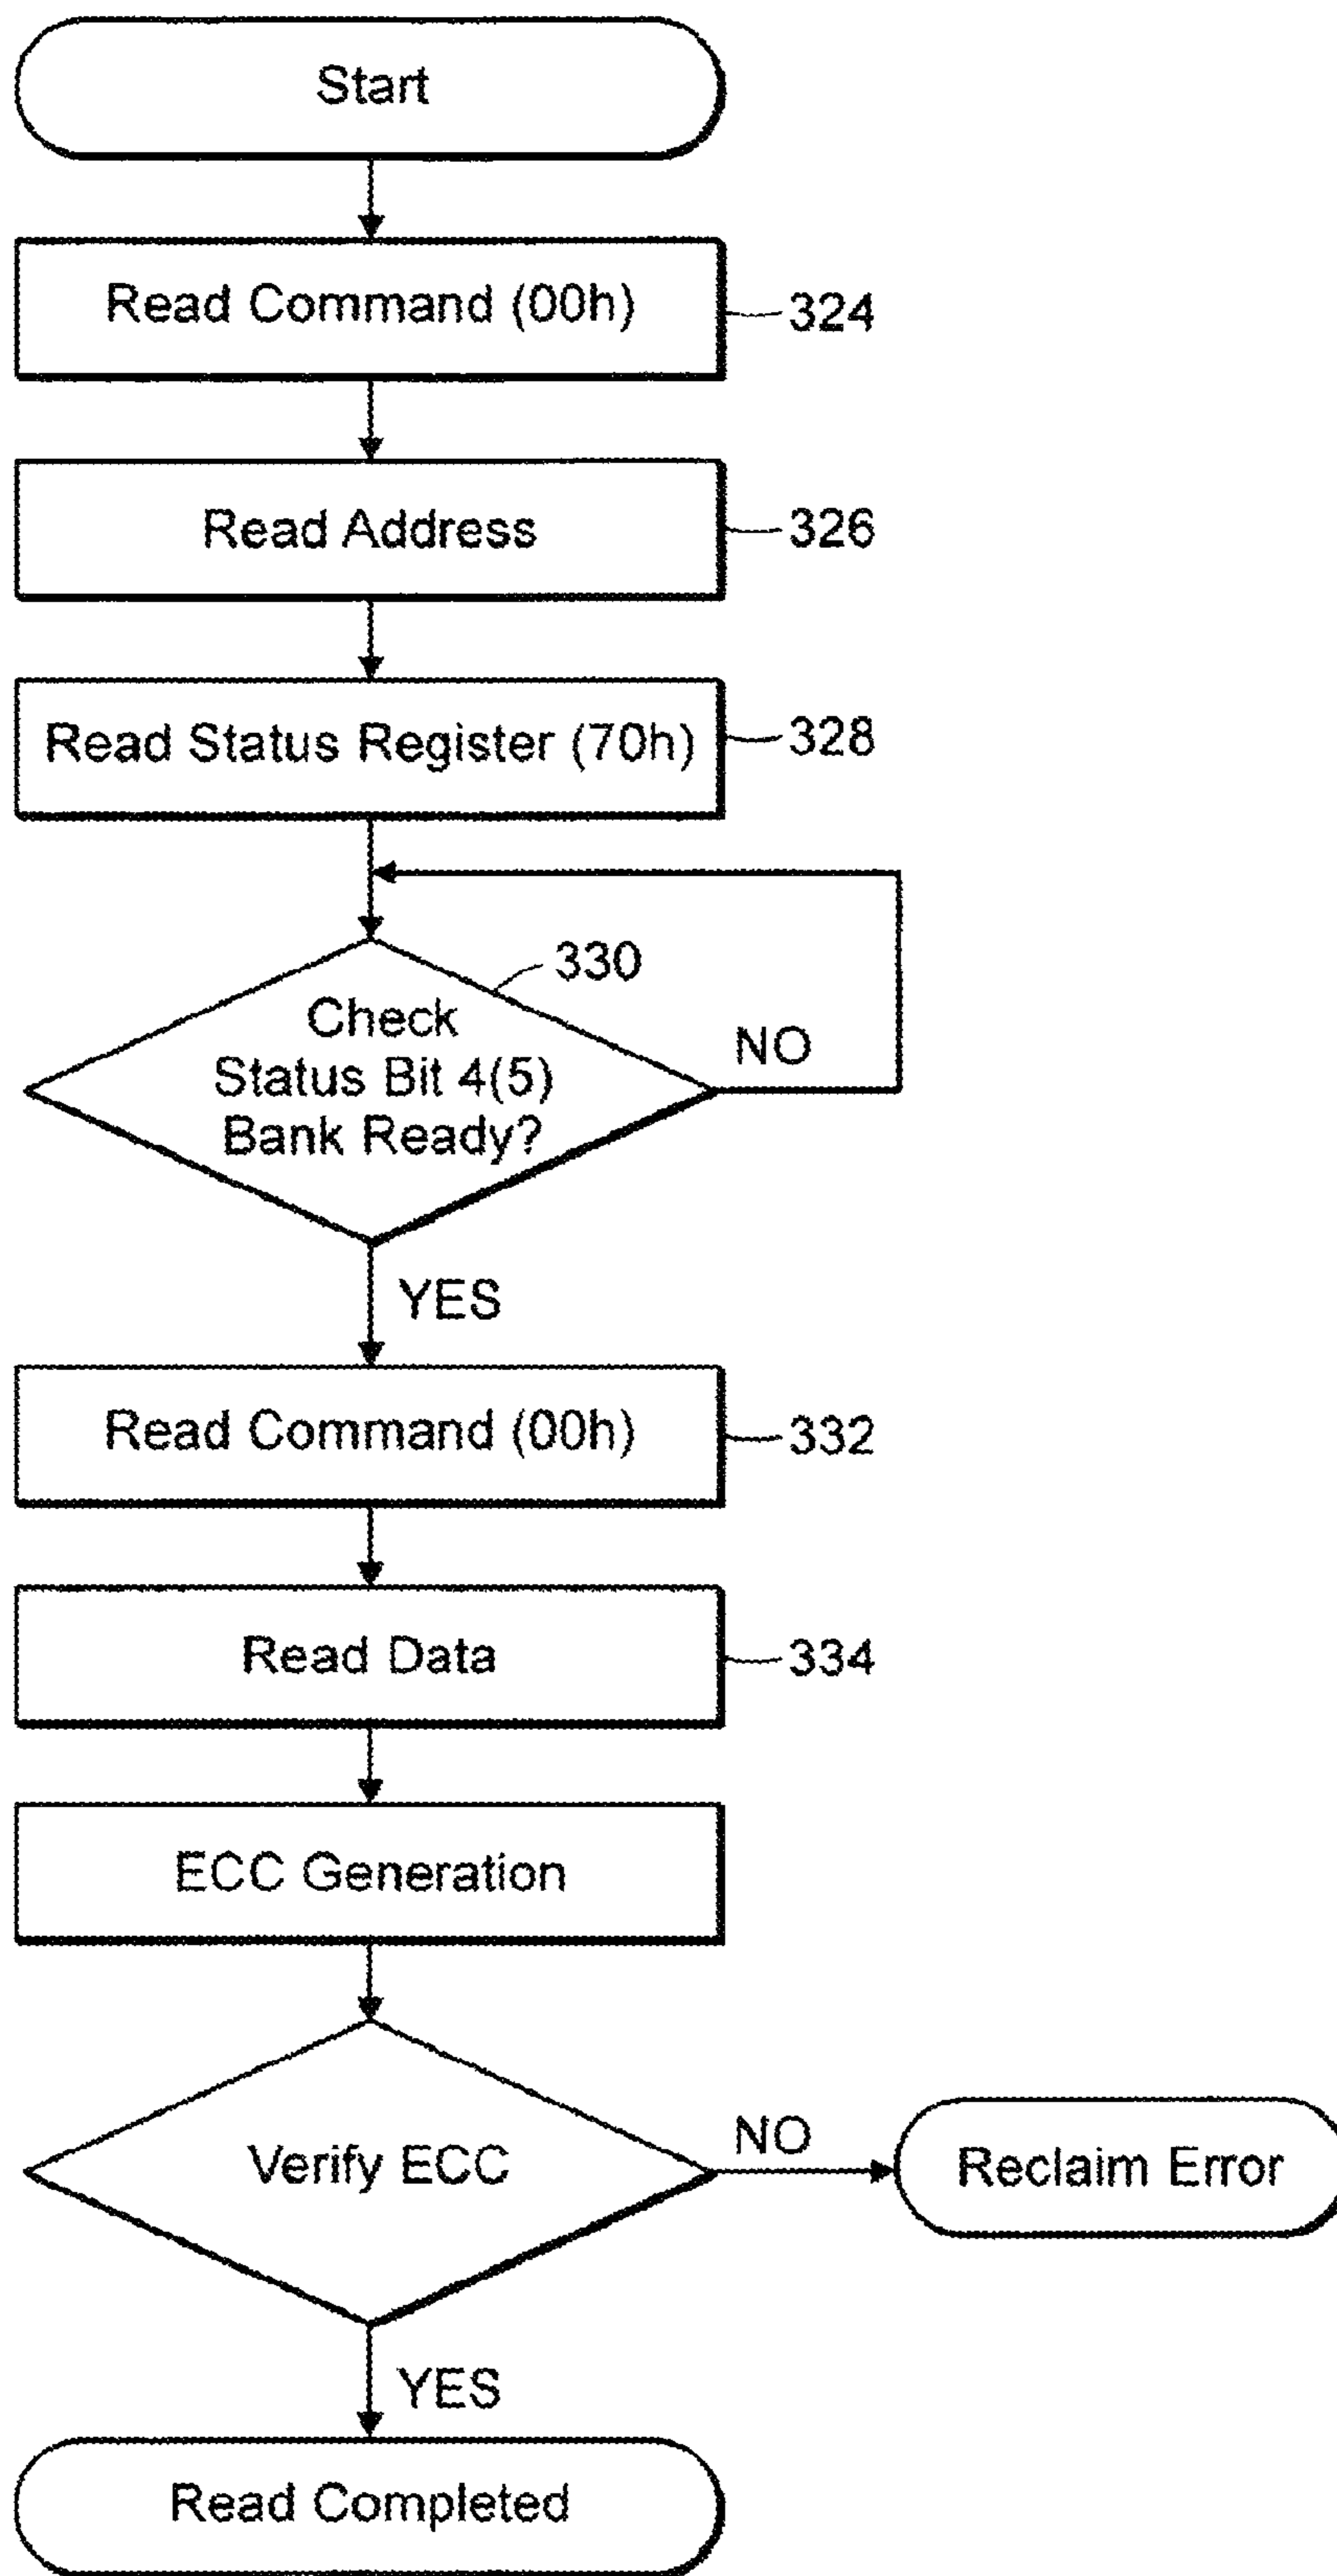 Start
Read Command (00h)
324
Read Address
326
Read Status Register (70h)
328
330
Check
Status Bit 4(5)
Bank Ready?
NO
YES
Read Command (00h)
332
Read Data
334
ECC Generation
Verify ECC
NO
Reclaim Error
YES
Read Completed